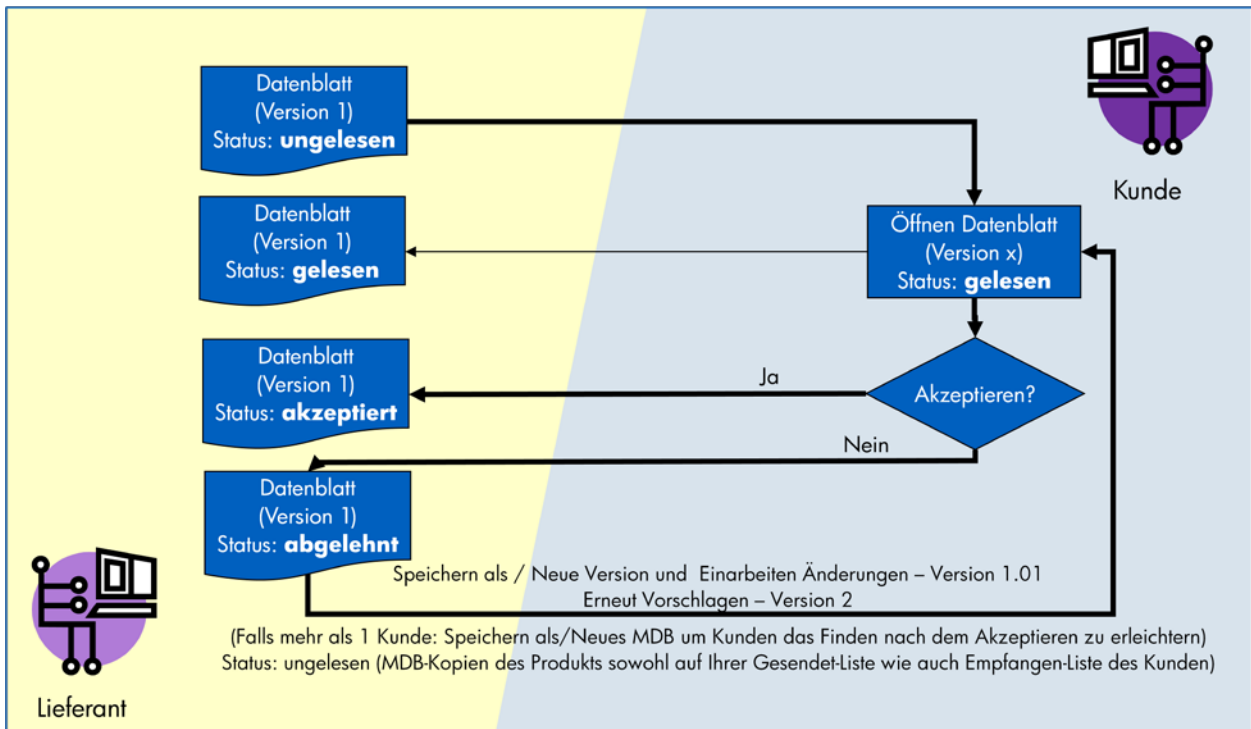 Datenblatt
(Version 1)
Status: ungelesen
Kunde
Datenblatt
(Version 1)
Status: gelesen
Öffnen Datenblatt
(Version x)
Status: gelesen
Datenblatt
(Version 1)
Status: akzeptiert
Ja
Akzeptieren?
Nein
Datenblatt
(Version 1)
Status: abgelehnt
Speichern als / Neue Version und Einarbeiten Änderungen – Version 1.01
Erneut Vorschlagen – Version 2
(Falls mehr als 1 Kunde: Speichern als/Neues MDB um Kunden das Finden nach dem Akzeptieren zu erleichtern)
Status: ungelesen (MDB-Kopien des Produkts sowohl auf Ihrer Gesendet-Liste wie auch Empfangen-Liste des Kunden)
Lieferant